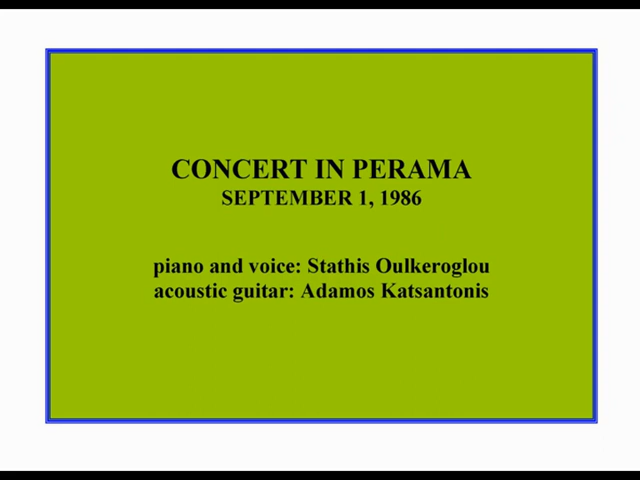 CONCERT IN PERAMA
SEPTEMBER 1, 1986
piano and voice: Stathis Oulkeroglou
acoustic guitar: Adamos Katsantonis